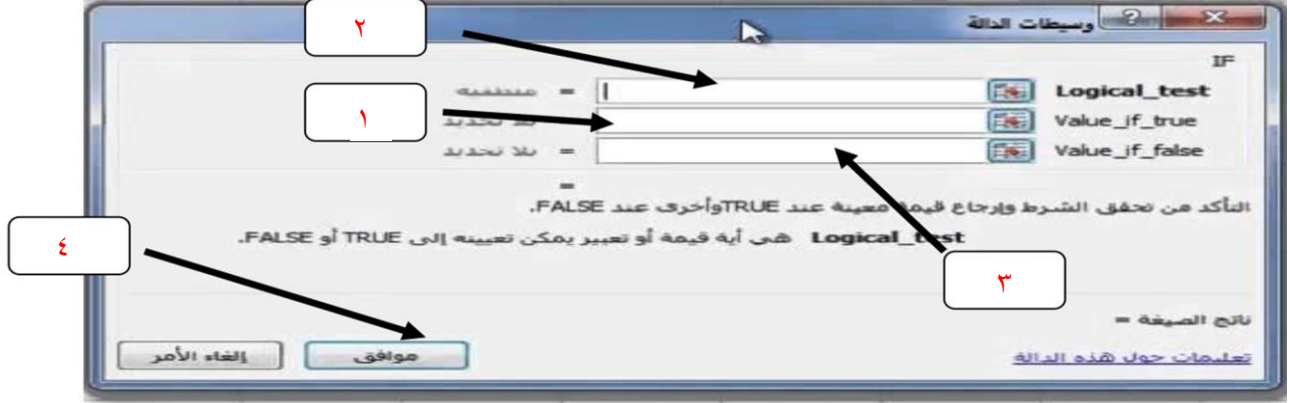 وسيطات الدالة
٢
IF
Logical_test = منطقية
١
Value_if_true بلا تحديد
Value_if_false = بلا تحديد
=
التأكد من تحقق الشرط وإرجاع قيمة معينة عند TRUE وأخرى عند FALSE.
٤
Logical_test هي أية قيمة أو تعبير يمكن تعيينه إلى TRUE أو FALSE.
٣
ناتج الصيغة =
تعليمات حول هذه الدالة
موافق
إلغاء الأمر